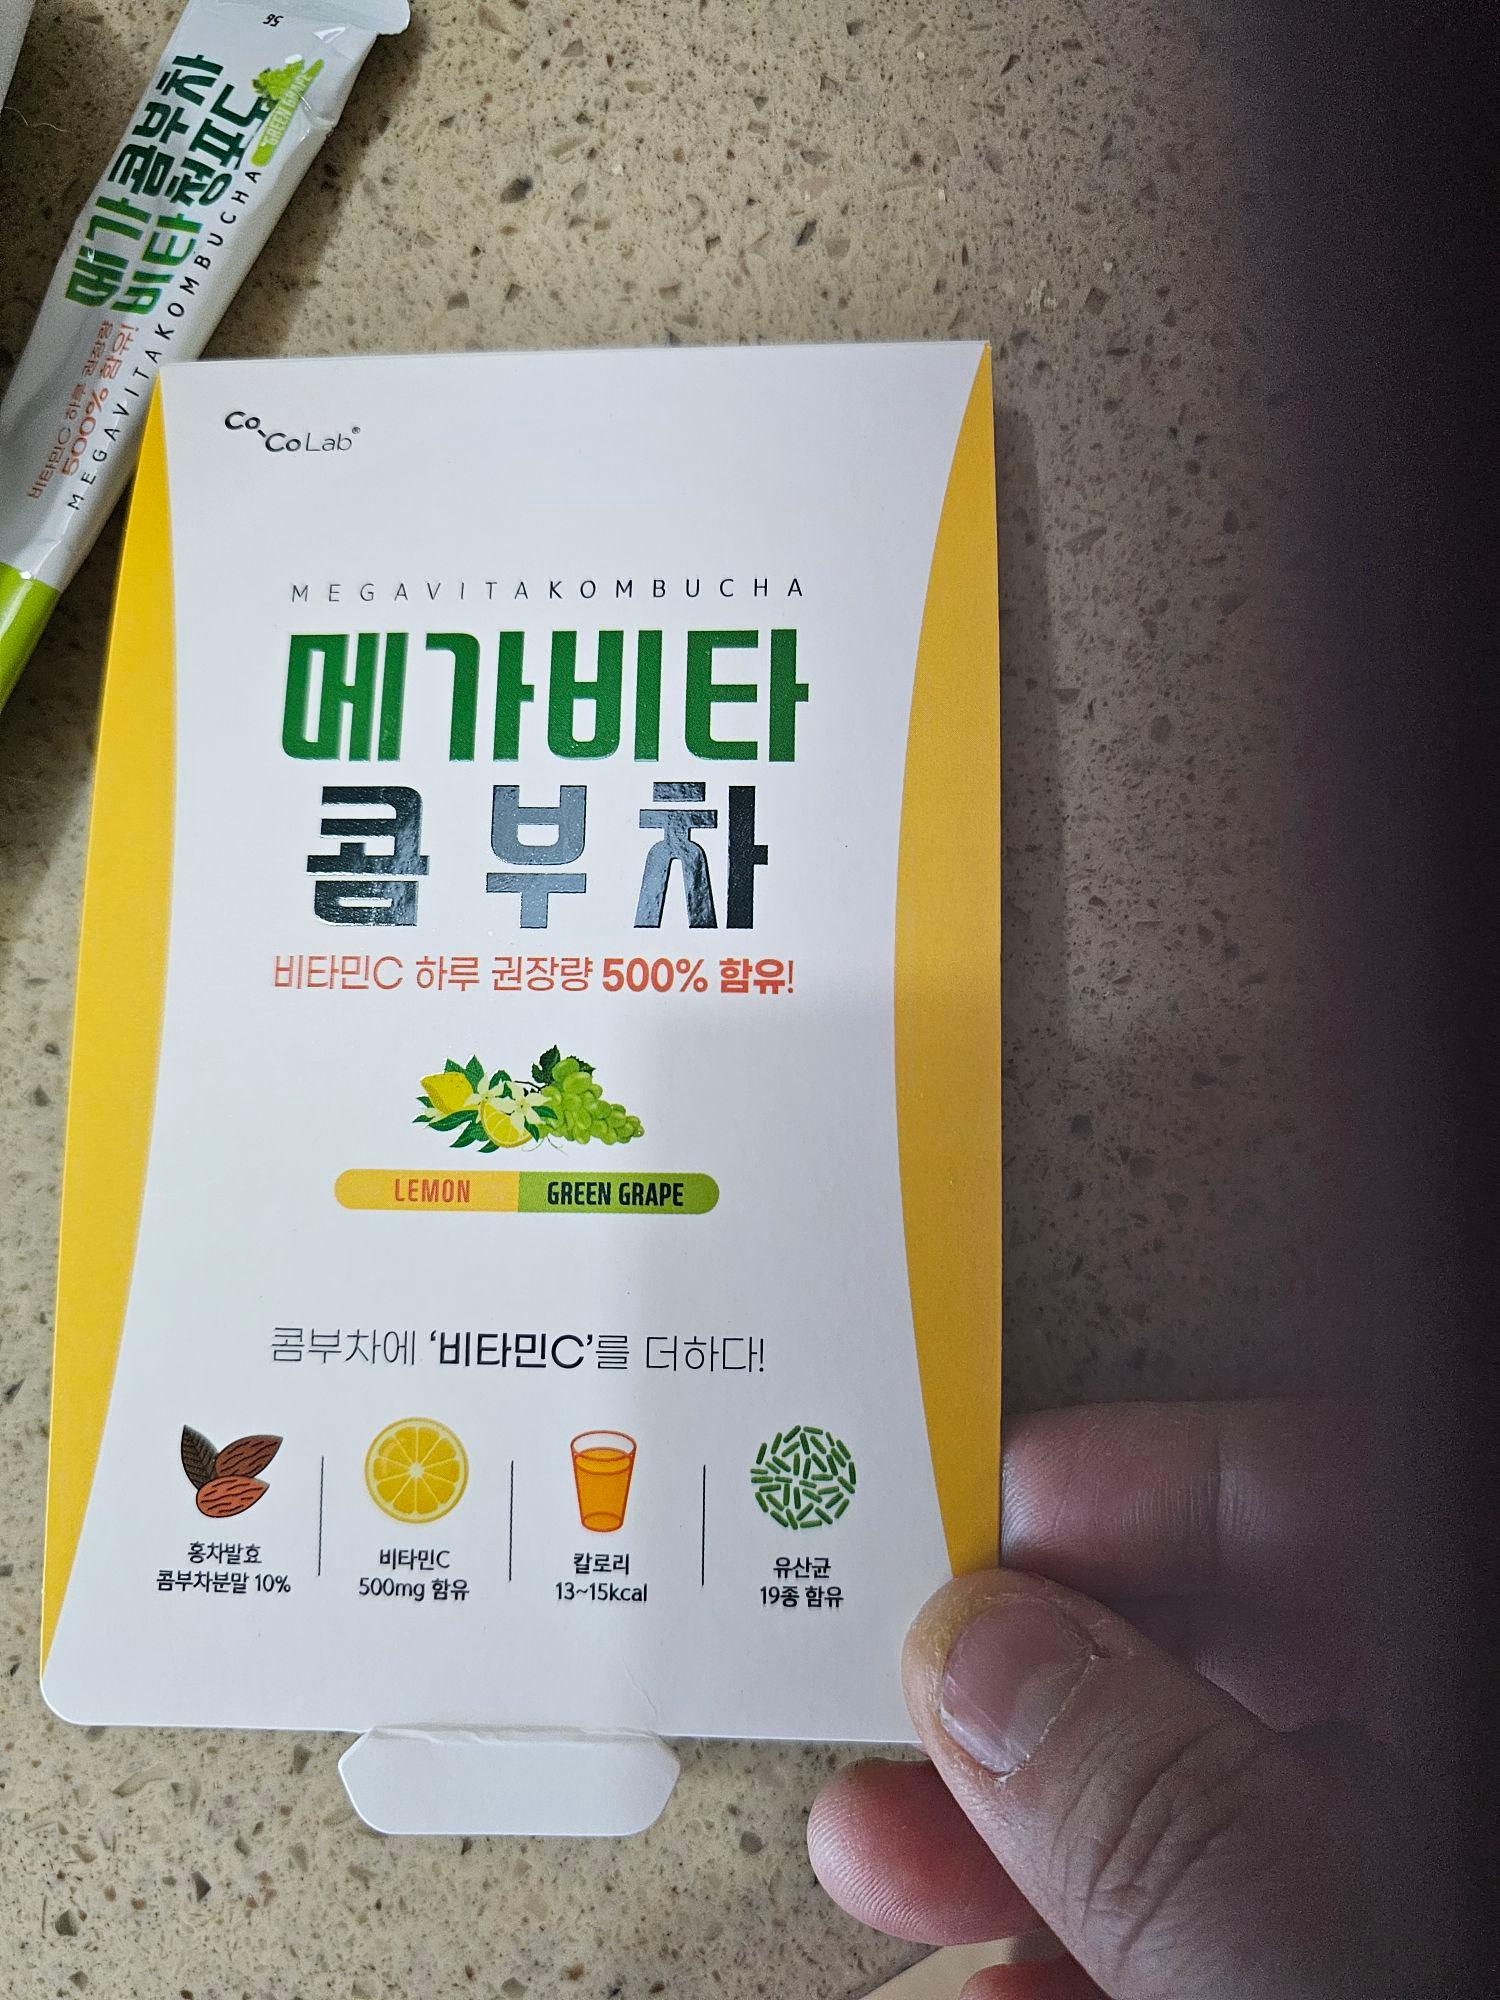 56
메가 콤부차
비타 청포도
GREEN GRAPE
비타민C 하루 권장량
500% 함유!
MEGAVITAKOMBUCHA
Co-Co Lab®
MEGAVITAKOMBUCHA
메가비타
콤부차
비타민C 하루 권장량 500% 함유!
LEMON GREEN GRAPE
콤부차에 ‘비타민C’를 더하다!
홍차발효
콤부차분말 10%
비타민C
500mg 함유
칼로리
13~15kcal
유산균
19종 함유